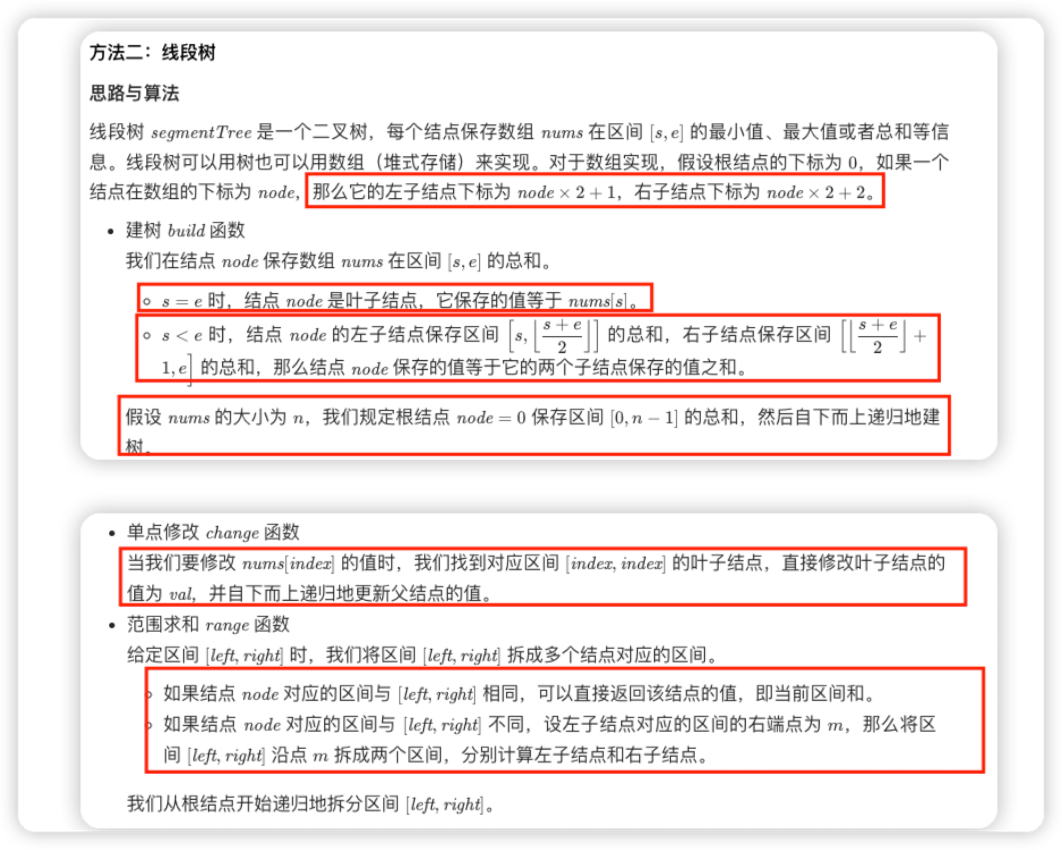 方法二：线段树
思路与算法
线段树 segmentTree 是一个二叉树，每个结点保存数组 nums 在区间 [s, e] 的最小值、最大值或者总和等信
息。线段树可以用树也可以用数组（堆式存储）来实现。对于数组实现，假设根结点的下标为 0，如果一个
结点在数组的下标为 node, 那么它的左子结点下标为 node × 2 + 1，右子结点下标为 node × 2 + 2。
• 建树 build 函数
我们在结点 node 保存数组 nums 在区间 [s, e] 的总和。
◦ s = e 时，结点 node 是叶子结点，它保存的值等于 nums[s]。
◦ s < e 时，结点 node 的左子结点保存区间 [s, ⌊(s + e)/2⌋] 的总和，右子结点保存区间 [⌊(s + e)/2⌋ +
1, e] 的总和，那么结点 node 保存的值等于它的两个子结点保存的值之和。
假设 nums 的大小为 n，我们规定根结点 node = 0 保存区间 [0, n − 1] 的总和，然后自下而上递归地建
树。
• 单点修改 change 函数
当我们要修改 nums[index] 的值时，我们找到对应区间 [index, index] 的叶子结点，直接修改叶子结点的
值为 val，并自下而上递归地更新父结点的值。
• 范围求和 range 函数
给定区间 [left, right] 时，我们将区间 [left, right] 拆成多个结点对应的区间。
◦ 如果结点 node 对应的区间与 [left, right] 相同，可以直接返回该结点的值，即当前区间和。
◦ 如果结点 node 对应的区间与 [left, right] 不同，设左子结点对应的区间的右端点为 m，那么将区
间 [left, right] 沿点 m 拆成两个区间，分别计算左子结点和右子结点。
我们从根结点开始递归地拆分区间 [left, right]。